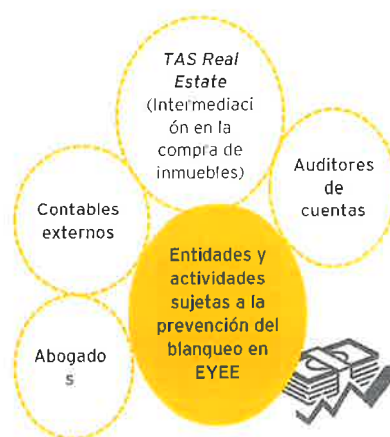 TAS Real
Estate
(Intermediaci
ón en la
compra de
inmuebles)
Auditores
de
cuentas
Contables
externos
Entidades y
actividades
sujetas a la
prevención del
blanqueo en
EYEE
Abogado
s